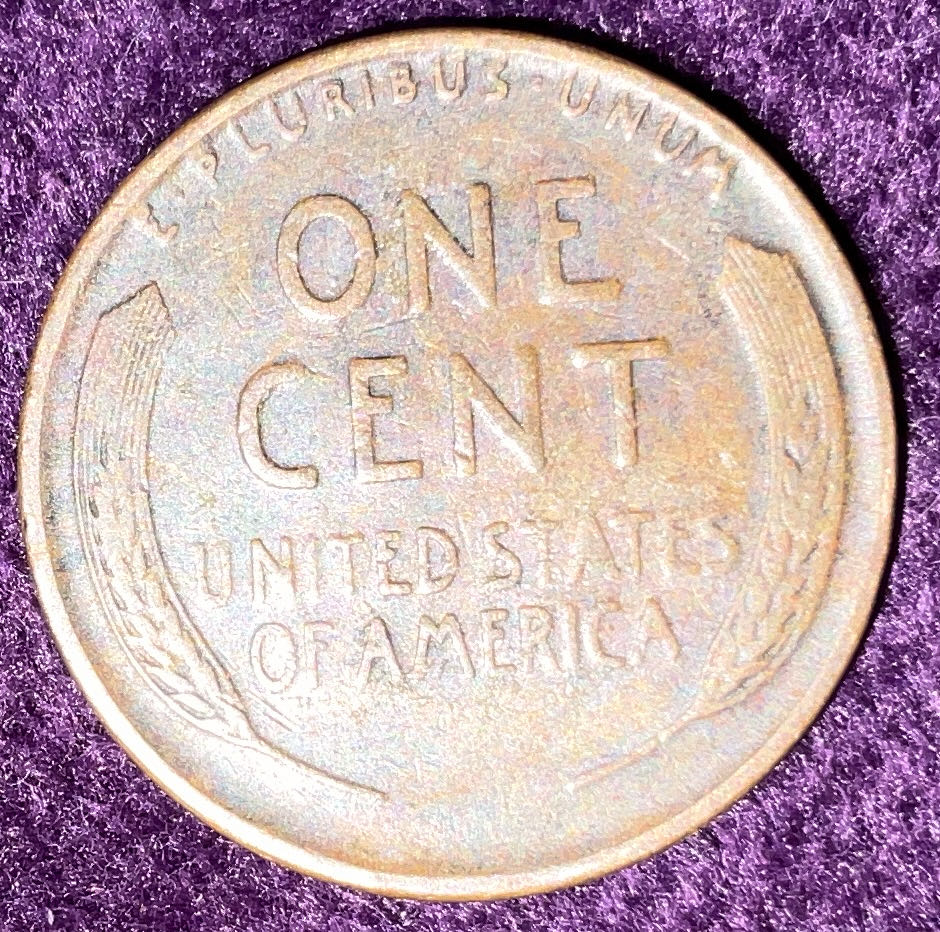 E · PLURIBUS · UNUM
ONE
CENT
UNITED STATES
OF AMERICA